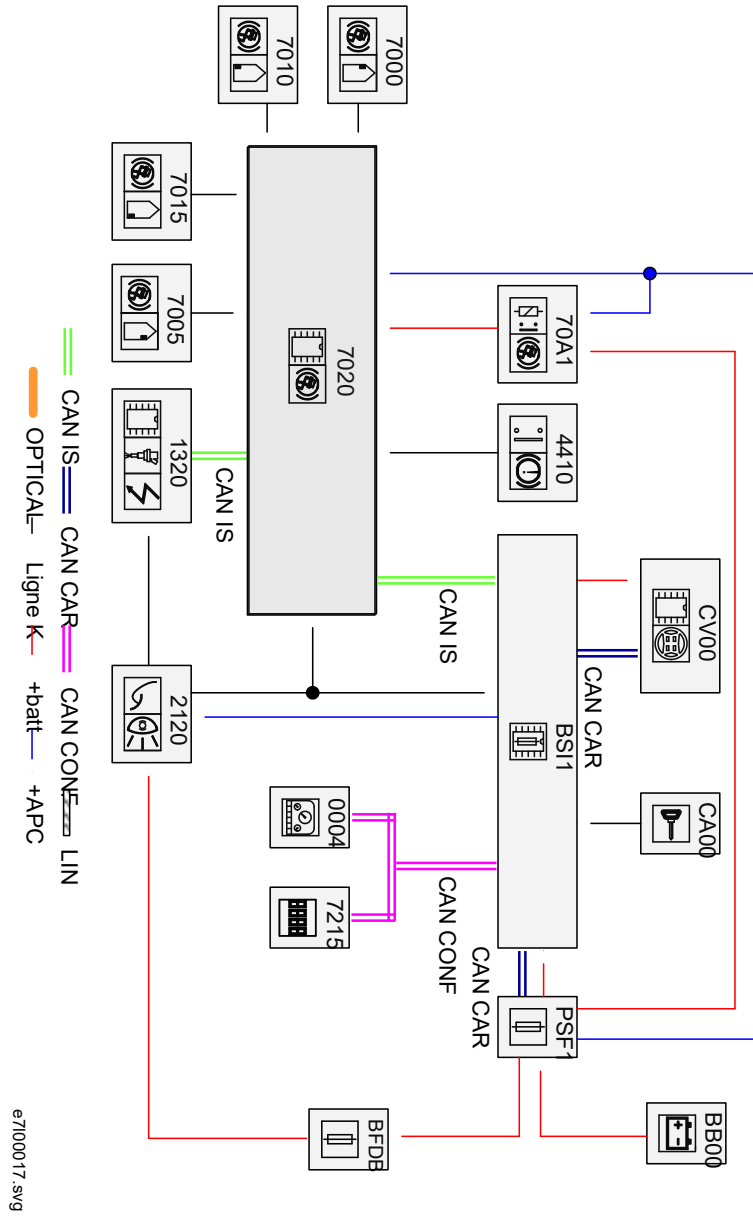 BB00
CV00
CA00
CAN CAR
70A1
4410
BSI1
PSF1
CAN CAR
CAN IS
CAN CONF
7000
7020
0004
7215
BFDB
7010
CAN IS
7015
7005
1320
2120
CAN IS CAN CAR CAN CONF LIN
OPTICAL Ligne K +batt +APC
e7l00017.svg